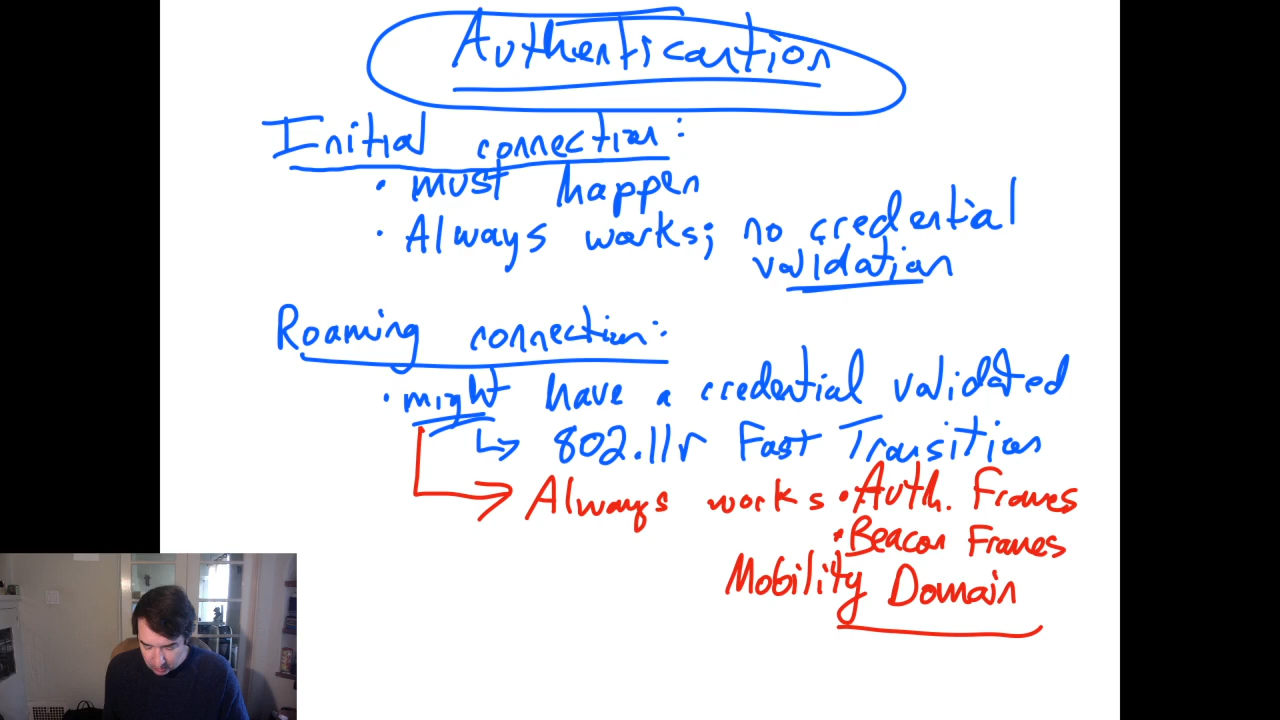 Authentication
Initial connection:
• must happen
• Always works; no credential
validation
Roaming connection:
• might have a credential validated
↳ 802.11r Fast Transition
→ Always works • Auth. Frames
• Beacon Frames
Mobility Domain